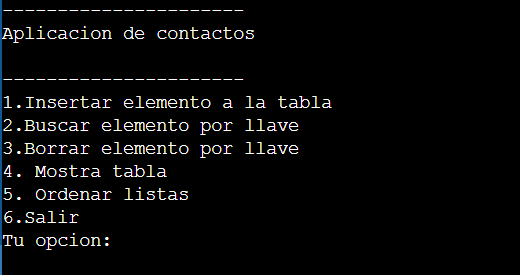 ----------------------
Aplicacion de contactos
----------------------
1.Insertar elemento a la tabla
2.Buscar elemento por llave
3.Borrar elemento por llave
4. Mostra tabla
5. Ordenar listas
6.Salir
Tu opcion: